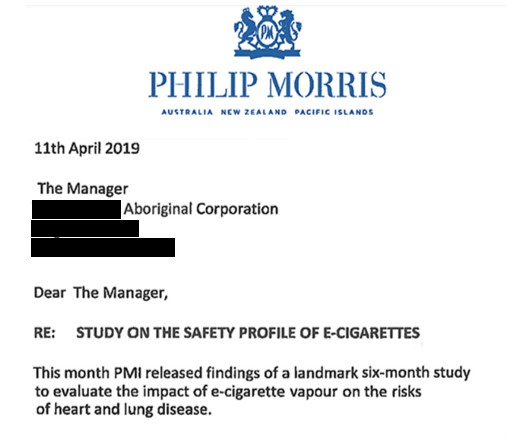 PM
PHILIP MORRIS
AUSTRALIA NEW ZEALAND PACIFIC ISLANDS
11th April 2019
The Manager
Aboriginal Corporation
Dear The Manager,
RE: STUDY ON THE SAFETY PROFILE OF E-CIGARETTES
This month PMI released findings of a landmark six-month study
to evaluate the impact of e-cigarette vapour on the risks
of heart and lung disease.